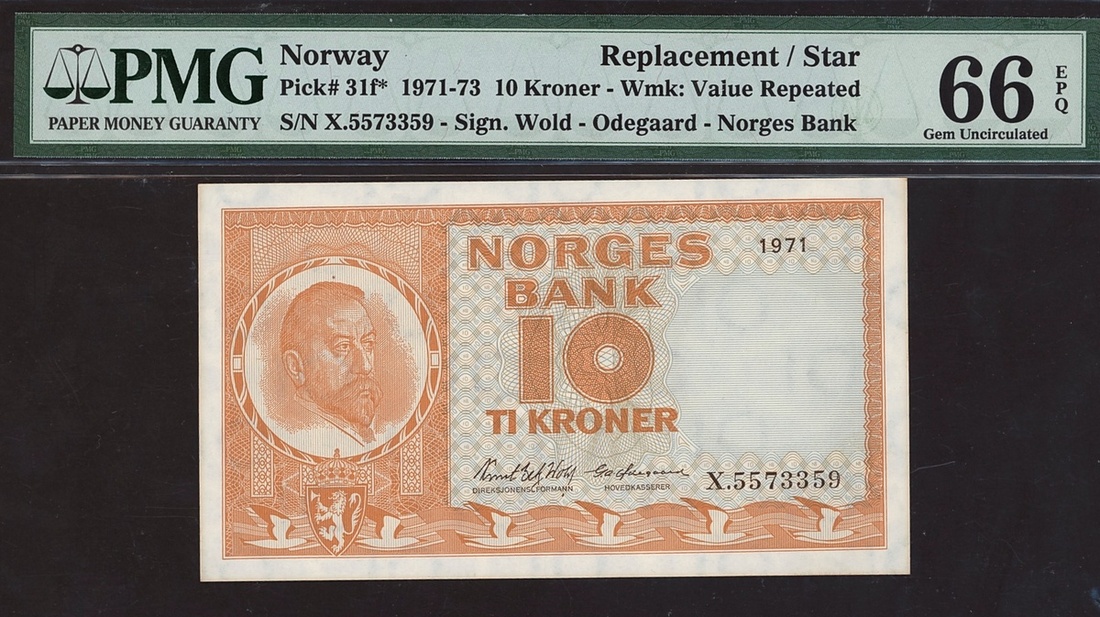 PMG
PAPER MONEY GUARANTY
Norway Replacement / Star
Pick# 31f* 1971-73 10 Kroner - Wmk: Value Repeated
S/N X.5573359 - Sign. Wold - Odegaard - Norges Bank
66
EPQ
Gem Uncirculated
NORGES
BANK
1971
10
TI KRONER
DIREKSJONENS FORMANN
HOVEDKASSERER
X.5573359